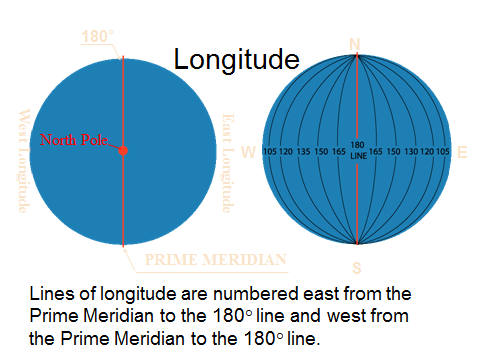 Longitude
180°
North Pole
West Longitude
East Longitude
PRIME MERIDIAN
N
W
105 120 135 150 165 180 LINE 165 150 130 120 105
E
S
Lines of longitude are numbered east from the
Prime Meridian to the 180° line and west from
the Prime Meridian to the 180° line.